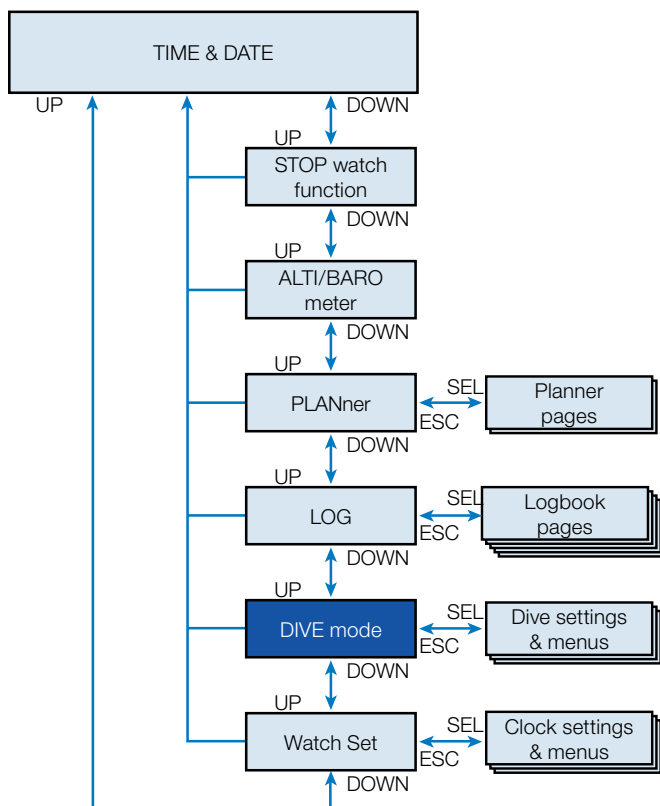 TIME & DATE
UP
DOWN
UP
STOP watch
function
DOWN
UP
ALTI/BARO
meter
DOWN
UP
PLANner
SEL
ESC
Planner
pages
DOWN
UP
LOG
SEL
ESC
Logbook
pages
DOWN
UP
DIVE mode
SEL
ESC
Dive settings
& menus
DOWN
UP
Watch Set
SEL
ESC
Clock settings
& menus
DOWN